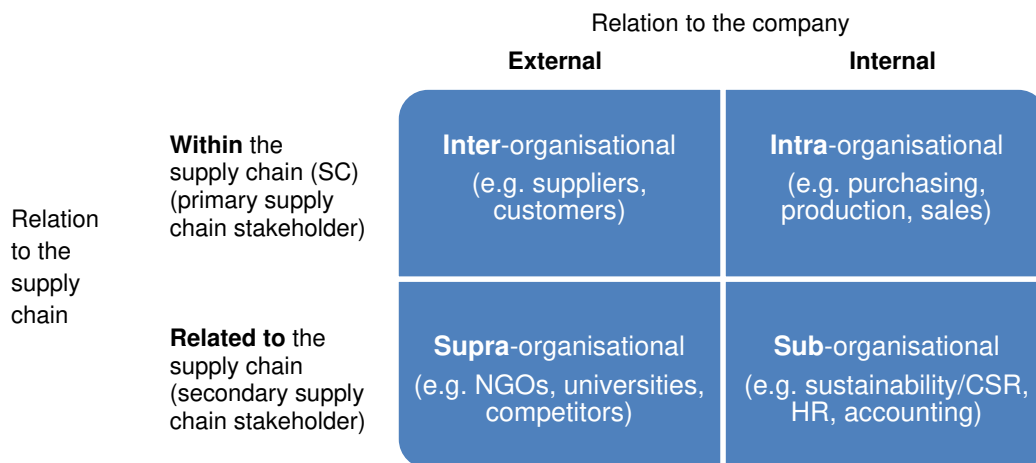 Relation to the company
External
Internal
Within the
supply chain (SC)
(primary supply
chain stakeholder)
Inter-organisational
(e.g. suppliers,
customers)
Intra-organisational
(e.g. purchasing,
production, sales)
Relation
to the
supply
chain
Related to the
supply chain
(secondary supply
chain stakeholder)
Supra-organisational
(e.g. NGOs, universities,
competitors)
Sub-organisational
(e.g. sustainability/CSR,
HR, accounting)